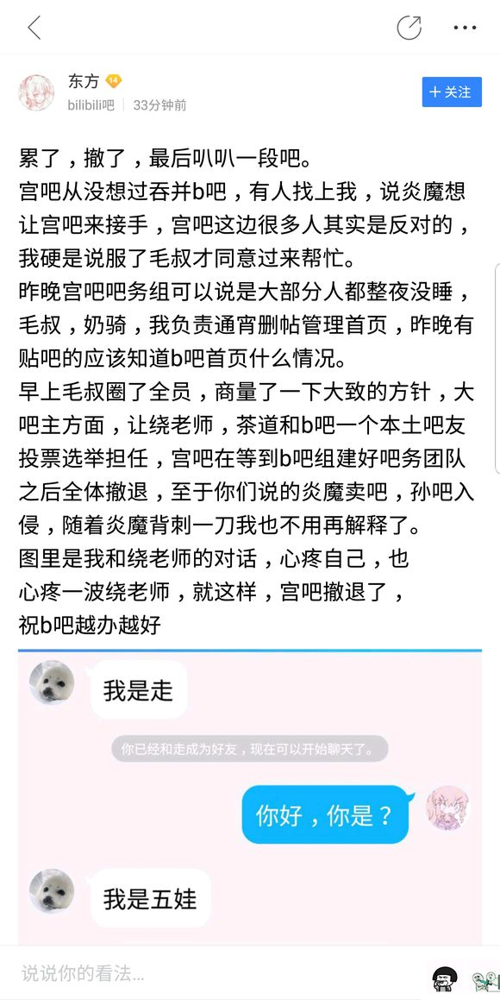 东方 14
bilibili吧 33分钟前
+ 关注
累了，撤了，最后叭叭一段吧。
宫吧从没想过吞并b吧，有人找上我，说炎魔想
让宫吧来接手，宫吧这边很多人其实是反对的，
我硬是说服了毛叔才同意过来帮忙。
昨晚宫吧吧务组可以说是大部分人都整夜没睡，
毛叔，奶骑，我负责通宵删帖管理首页，昨晚有
贴吧的应该知道b吧首页什么情况。
早上毛叔圈了全员，商量了一下大致的方针，大
吧主方面，让绕老师，茶道和b吧一个本土吧友
投票选举担任，宫吧在等到b吧组建好吧务团队
之后全体撤退，至于你们说的炎魔卖吧，孙吧入
侵，随着炎魔背刺一刀我也不用再解释了。
图里是我和绕老师的对话，心疼自己，也
心疼一波绕老师，就这样，宫吧撤退了，
祝b吧越办越好
我是走
你已经和走成为好友，现在可以开始聊天了。
你好，你是？
我是五娃
说说你的看法...